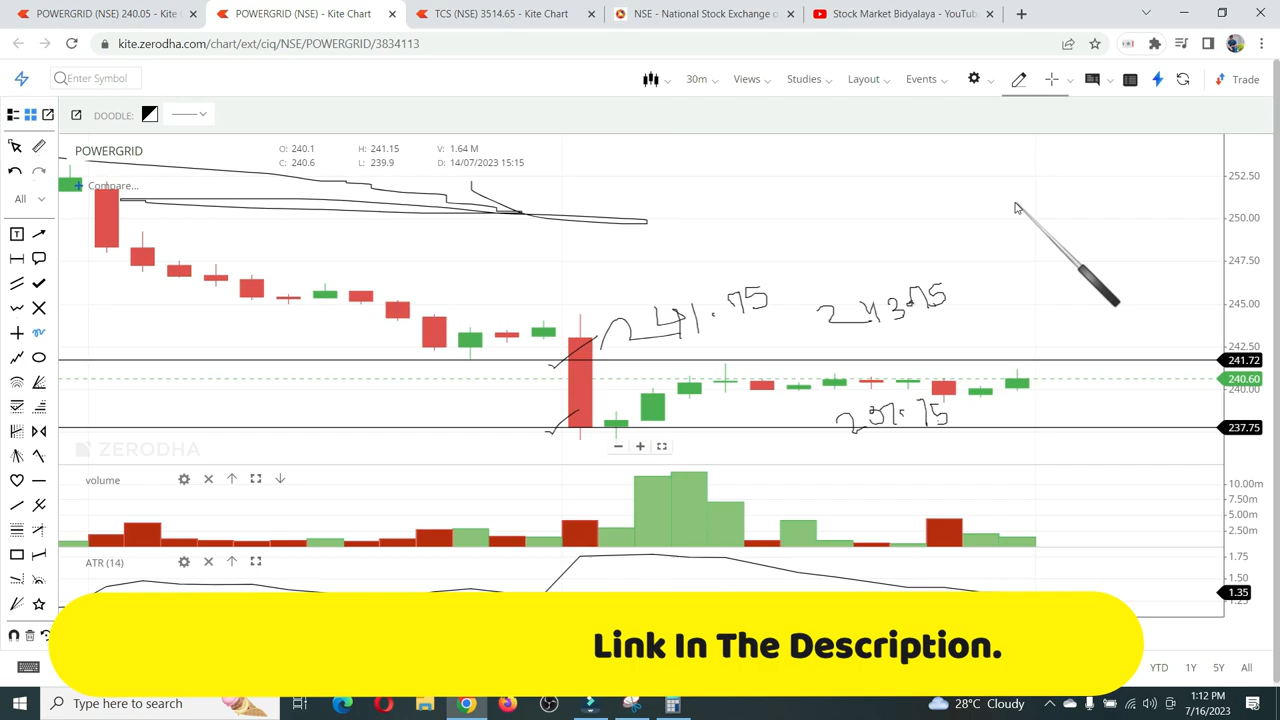 POWERGRID (NSE) 240.05 - Kite
POWERGRID (NSE) - Kite Chart
TCS (NSE) 3514.65 - Kite Chart
NSE - National Stock Exchange o
Stock Market Bidyalaya - YouTub
kite.zerodha.com/chart/ext/ciq/NSE/POWERGRID/3834113
Enter Symbol
30m
Views
Studies
Layout
Events
Trade
DOODLE:
POWERGRID
O: 240.1 H: 241.15 V: 1.64 M
C: 240.6 L: 239.9 D: 14/07/2023 15:15
Compare...
All
252.50
250.00
247.50
245.00
242.50
241.72
240.60
240.00
237.75
241.75
243.75
237.75
ZERODHA
volume
10.00m
7.50m
5.00m
2.50m
ATR (14)
1.75
1.50
1.35
1.25
Link In The Description.
YTD 1Y 5Y All
Type here to search
28°C Cloudy
1:12 PM
7/16/2023